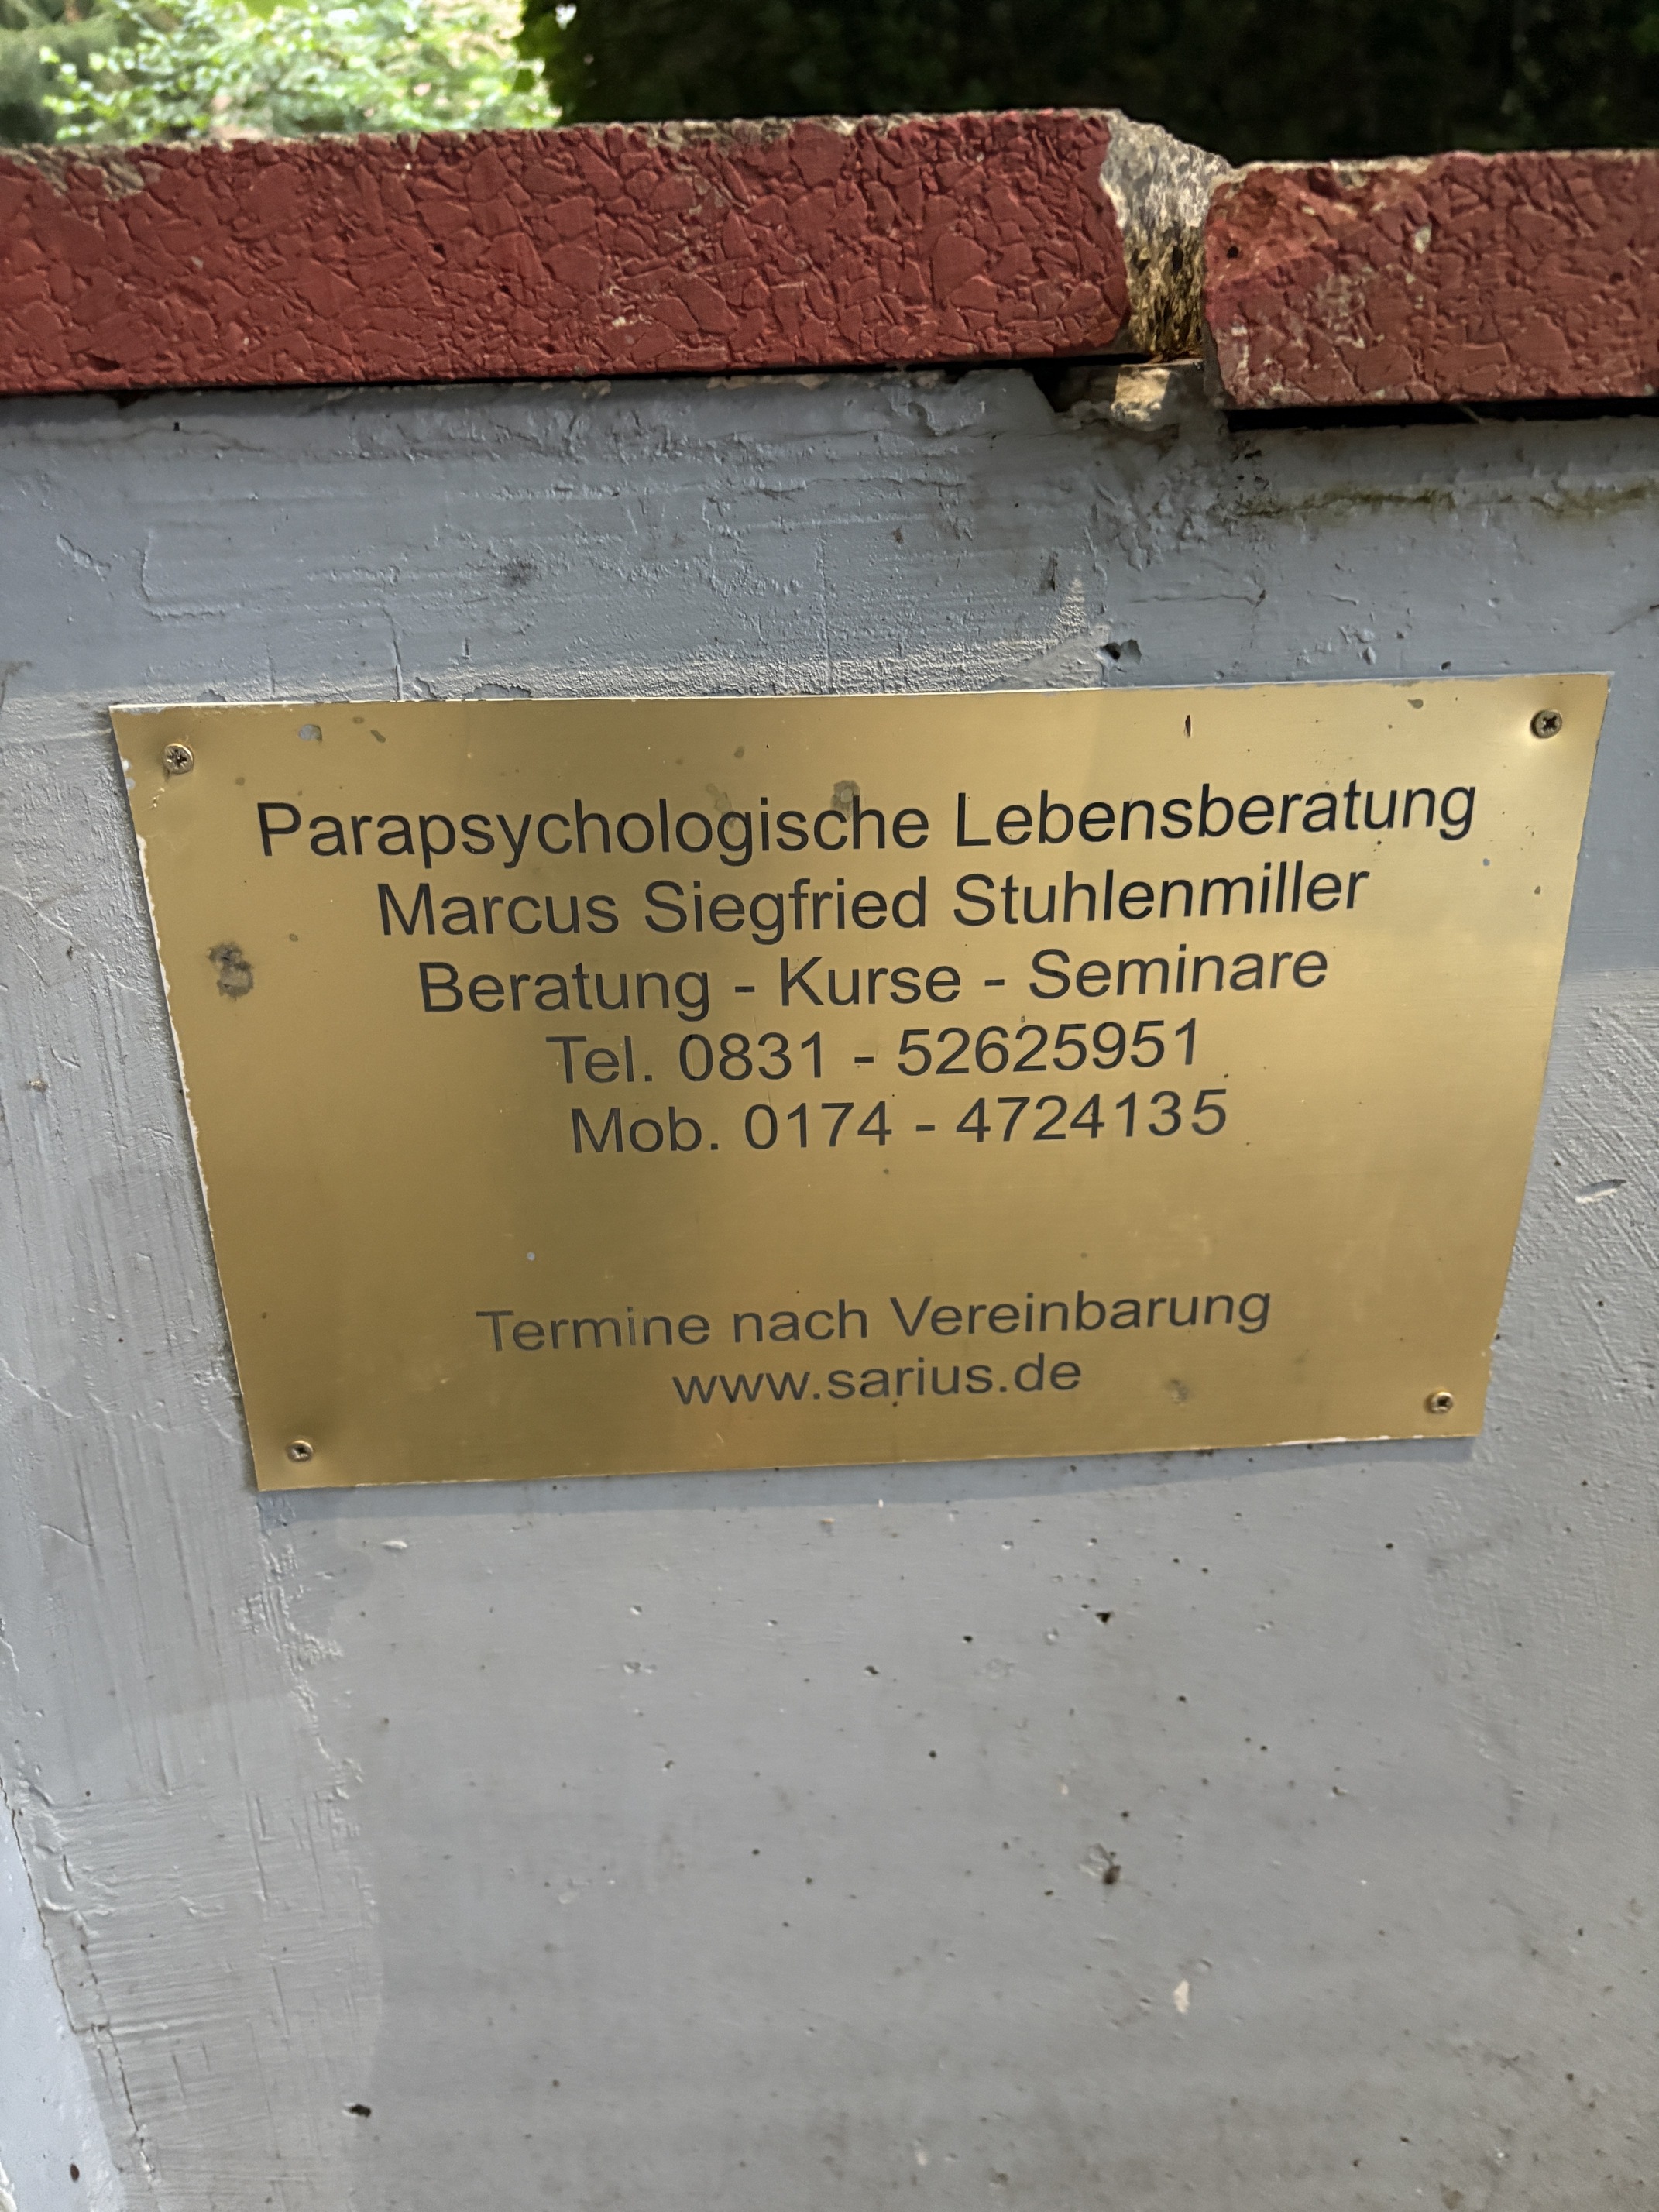 Parapsychologische Lebensberatung
Marcus Siegfried Stuhlenmiller
Beratung - Kurse - Seminare
Tel. 0831 - 52625951
Mob. 0174 - 4724135
Termine nach Vereinbarung
www.sarius.de